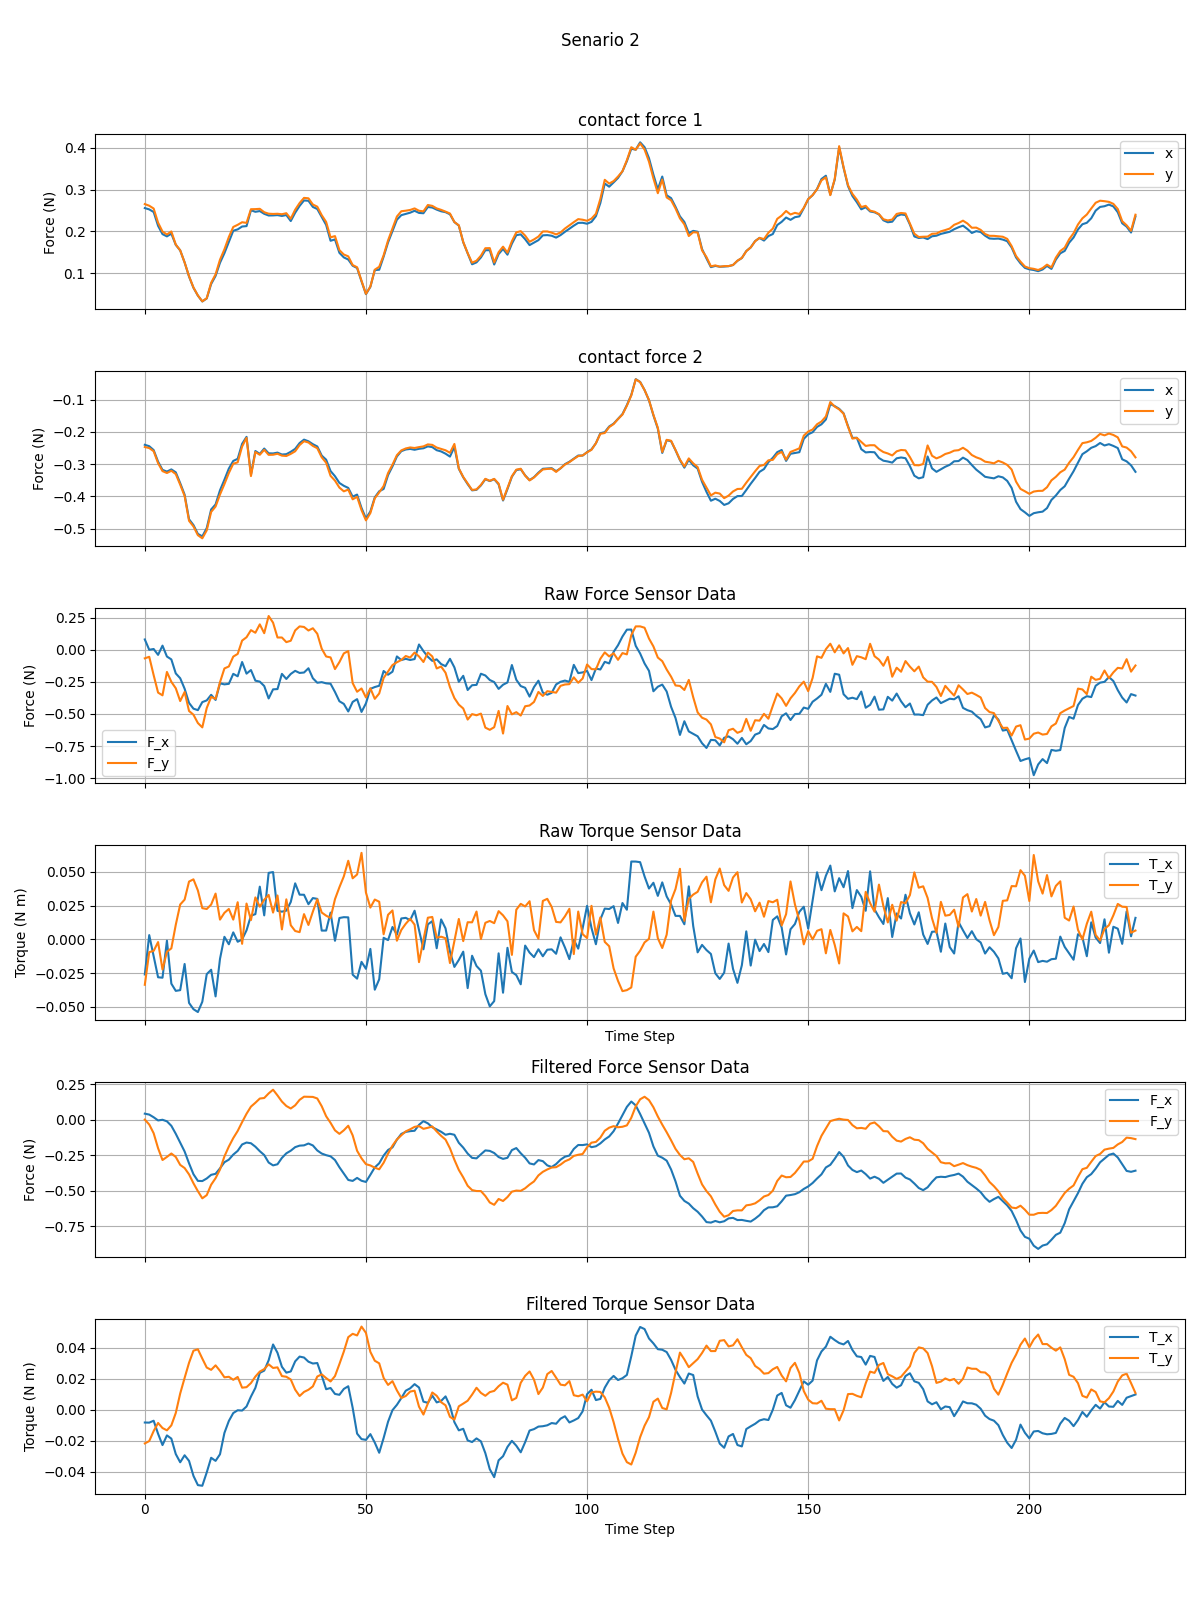 Senario 2
contact force 1
Force (N)
0.4
0.3
0.2
0.1
x
y
contact force 2
Force (N)
−0.1
−0.2
−0.3
−0.4
−0.5
x
y
Raw Force Sensor Data
Force (N)
0.25
0.00
−0.25
−0.50
−0.75
−1.00
F_x
F_y
Raw Torque Sensor Data
Torque (N m)
0.050
0.025
0.000
−0.025
−0.050
T_x
T_y
Time Step
Filtered Force Sensor Data
Force (N)
0.25
0.00
−0.25
−0.50
−0.75
F_x
F_y
Filtered Torque Sensor Data
Torque (N m)
0.04
0.02
0.00
−0.02
−0.04
T_x
T_y
0 50 100 150 200
Time Step